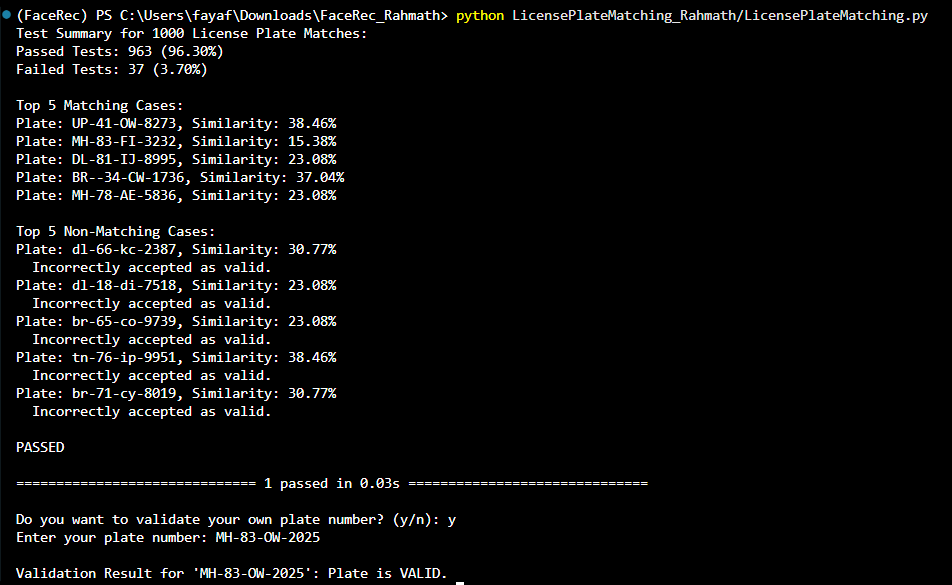 (FaceRec) PS C:\Users\fayaf\Downloads\FaceRec_Rahmath> python LicensePlateMatching_Rahmath/LicensePlateMatching.py
Test Summary for 1000 License Plate Matches:
Passed Tests: 963 (96.30%)
Failed Tests: 37 (3.70%)
Top 5 Matching Cases:
Plate: UP-41-OW-8273, Similarity: 38.46%
Plate: MH-83-FI-3232, Similarity: 15.38%
Plate: DL-81-IJ-8995, Similarity: 23.08%
Plate: BR--34-CW-1736, Similarity: 37.04%
Plate: MH-78-AE-5836, Similarity: 23.08%
Top 5 Non-Matching Cases:
Plate: dl-66-kc-2387, Similarity: 30.77%
Incorrectly accepted as valid.
Plate: dl-18-di-7518, Similarity: 23.08%
Incorrectly accepted as valid.
Plate: br-65-co-9739, Similarity: 23.08%
Incorrectly accepted as valid.
Plate: tn-76-ip-9951, Similarity: 38.46%
Incorrectly accepted as valid.
Plate: br-71-cy-8019, Similarity: 30.77%
Incorrectly accepted as valid.
PASSED
============================== 1 passed in 0.03s ==============================
Do you want to validate your own plate number? (y/n): y
Enter your plate number: MH-83-OW-2025
Validation Result for 'MH-83-OW-2025': Plate is VALID.